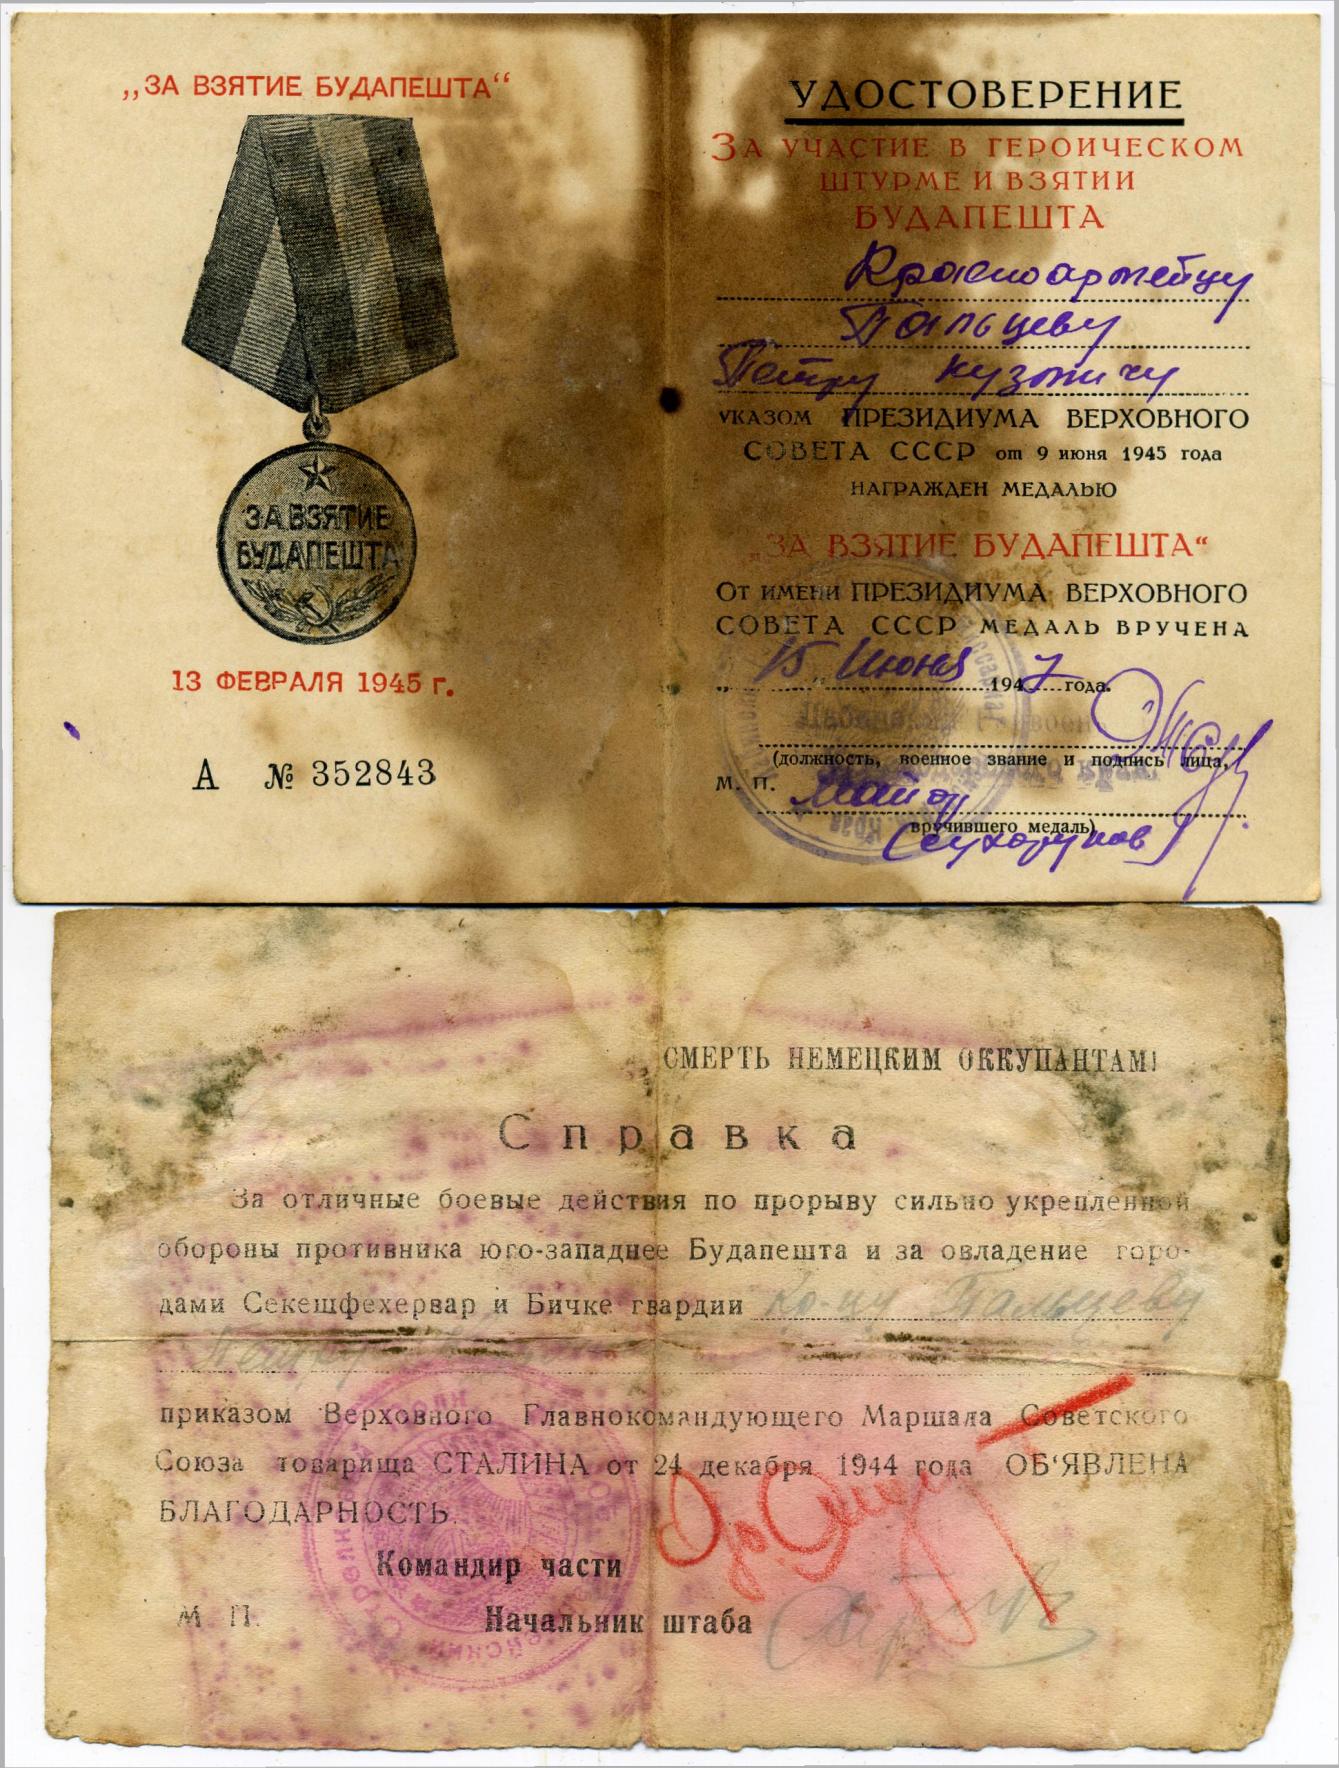 „ЗА ВЗЯТИЕ БУДАПЕШТА“
ЗА ВЗЯТИЕ
БУДАПЕШТА
13 ФЕВРАЛЯ 1945 г.
А № 352843
УДОСТОВЕРЕНИЕ
ЗА УЧАСТИЕ В ГЕРОИЧЕСКОМ
ШТУРМЕ И ВЗЯТИИ
БУДАПЕШТА
Красноармейцу
Пальцеву
Петру Кузмичу
УКАЗОМ ПРЕЗИДИУМА ВЕРХОВНОГО
СОВЕТА СССР от 9 июня 1945 года
НАГРАЖДЕН МЕДАЛЬЮ
„ЗА ВЗЯТИЕ БУДАПЕШТА“
ОТ ИМЕНИ ПРЕЗИДИУМА ВЕРХОВНОГО
СОВЕТА СССР МЕДАЛЬ ВРУЧЕНА
„15“ Июня 1947 года.
(должность, военное звание и подпись лица,
М. П. Майор
вручившего медаль)
(Сухоруков)
СМЕРТЬ НЕМЕЦКИМ ОККУПАНТАМ!
Справка
За отличные боевые действия по прорыву сильно укрепленной
обороны противника юго-западнее Будапешта и за овладение горо-
дами Секешфехервар и Бичке гвардии кр-цу Пальцеву
Петру
приказом Верховного Главнокомандующего Маршала Советского
Союза товарища СТАЛИНА от 24 декабря 1944 года ОБ‘ЯВЛЕНА
БЛАГОДАРНОСТЬ.
Командир части
М. П. Начальник штаба